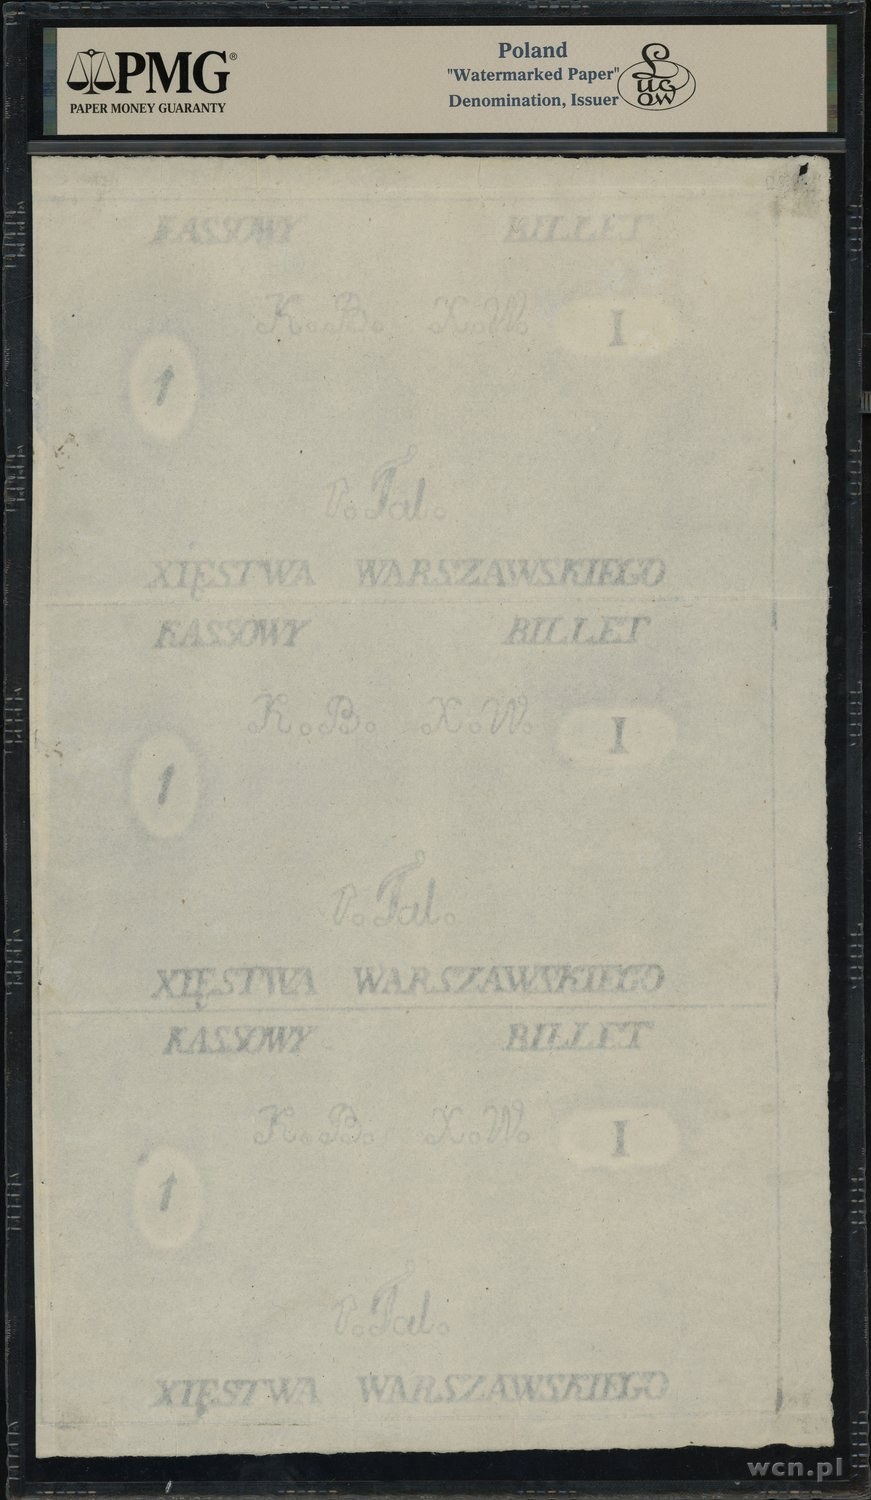 PMG®
PAPER MONEY GUARANTY
Poland
"Watermarked Paper"
Denomination, Issuer
Lucow
KASSOWY BILLET
K. B. X. W. I
1
r. Tal.
XIĘSTWA WARSZAWSKIEGO
KASSOWY BILLET
K. B. X. W. I
1
r. Tal.
XIĘSTWA WARSZAWSKIEGO
KASSOWY BILLET
K. B. X. W. I
1
r. Tal.
XIĘSTWA WARSZAWSKIEGO
wcn.pl